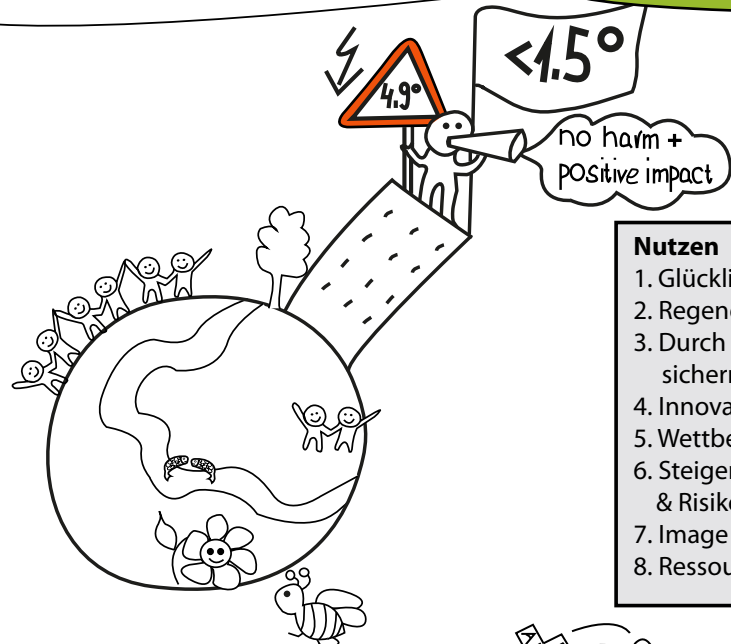 <1.5°
4.9°
no harm +
positive impact
Nutzen
1. Glückli
2. Regen
3. Durch
sichern
4. Innova
5. Wettbe
6. Steiger
& Risik
7. Image
8. Ressou